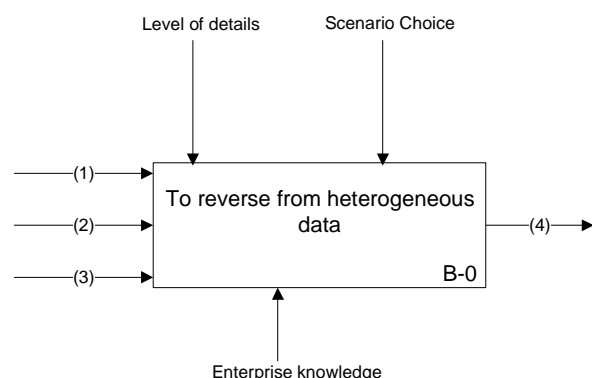 Level of details
Scenario Choice
(1)
To reverse from heterogeneous
(2)
data
(4)
(3)
B-0
Enterprise knowledge